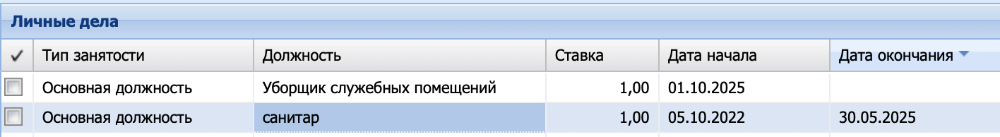 Личные дела
Тип занятости Должность Ставка Дата начала Дата окончания
Основная должность Уборщик служебных помещений 1,00 01.10.2025
Основная должность санитар 1,00 05.10.2022 30.05.2025